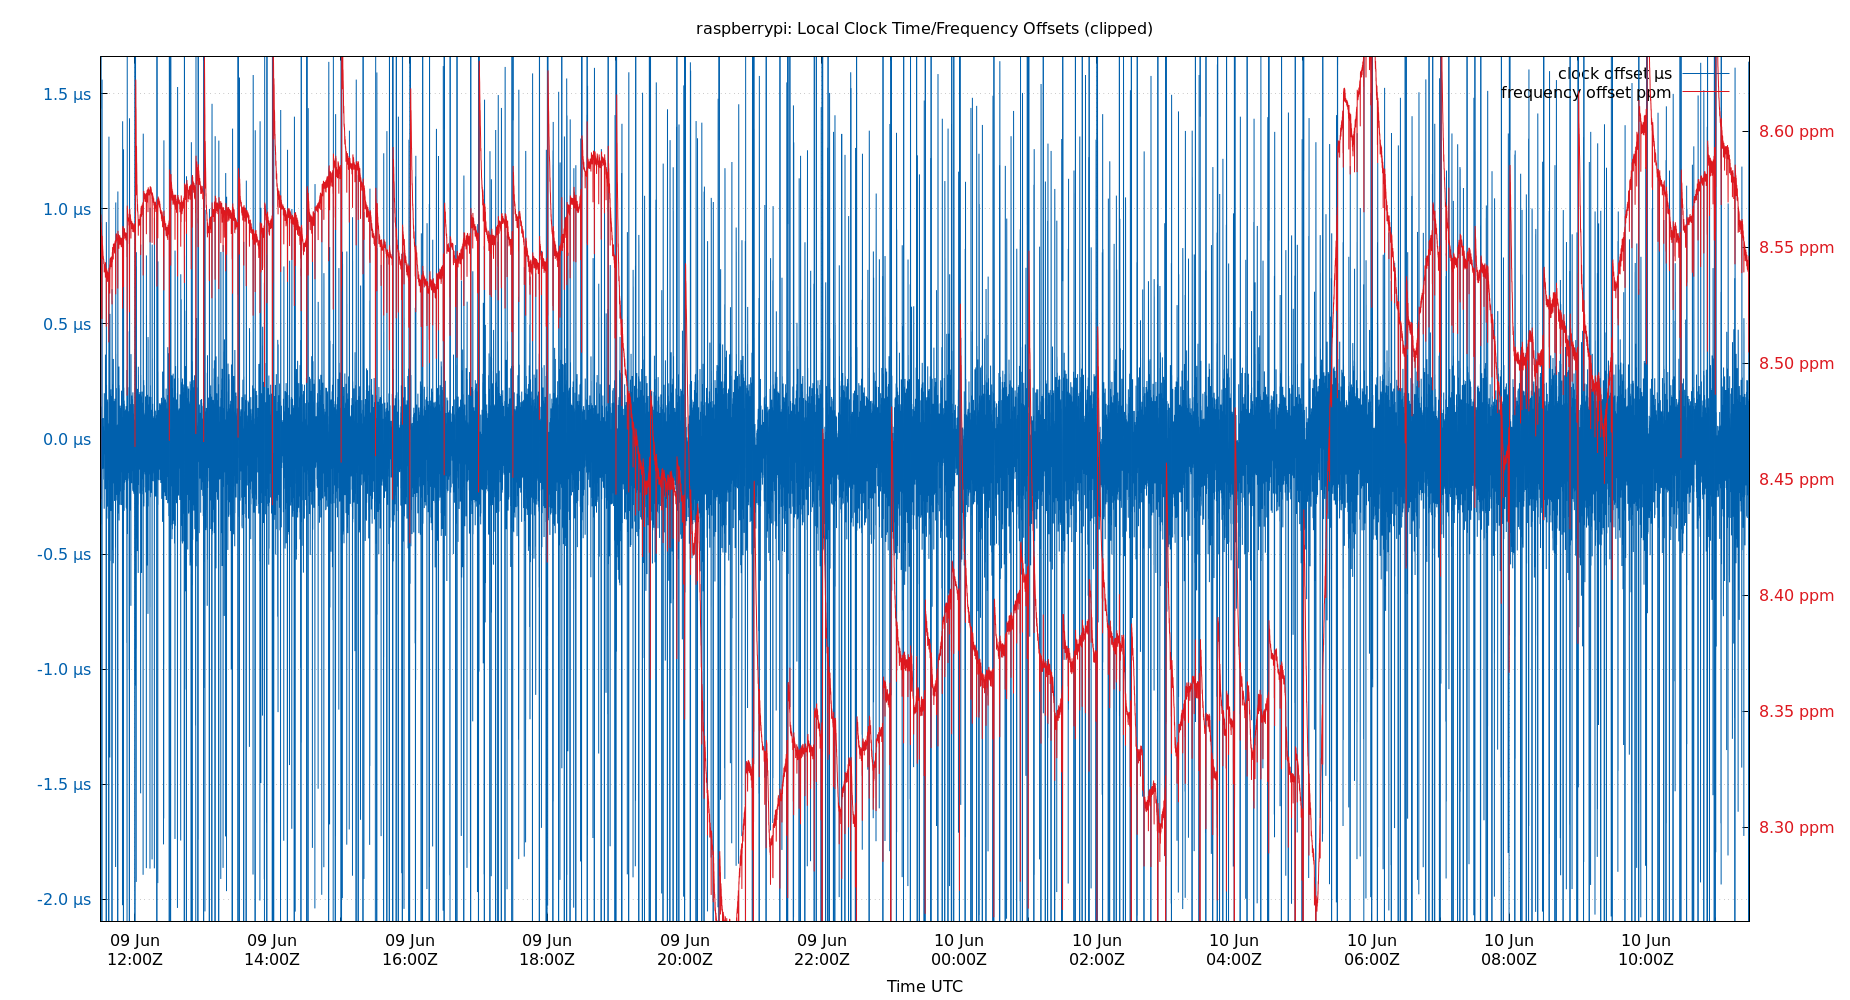 raspberrypi: Local Clock Time/Frequency Offsets (clipped)
clock offset µs
frequency offset ppm
1.5 µs
1.0 µs
0.5 µs
0.0 µs
-0.5 µs
-1.0 µs
-1.5 µs
-2.0 µs
8.60 ppm
8.55 ppm
8.50 ppm
8.45 ppm
8.40 ppm
8.35 ppm
8.30 ppm
09 Jun 09 Jun 09 Jun 09 Jun 09 Jun 09 Jun 10 Jun 10 Jun 10 Jun 10 Jun 10 Jun 10 Jun
12:00Z 14:00Z 16:00Z 18:00Z 20:00Z 22:00Z 00:00Z 02:00Z 04:00Z 06:00Z 08:00Z 10:00Z
Time UTC